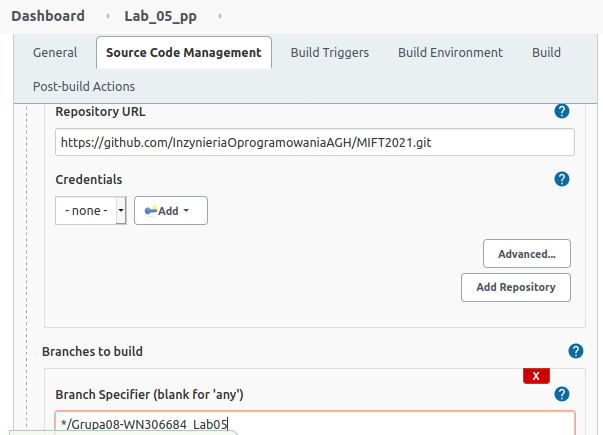 Dashboard Lab_05_pp
General Source Code Management Build Triggers Build Environment Build
Post-build Actions
Repository URL
https://github.com/InzynieriaOprogramowaniaAGH/MIFT2021.git
Credentials
- none - Add
Advanced...
Add Repository
Branches to build
X
Branch Specifier (blank for 'any')
*/Grupa08-WN306684_Lab05